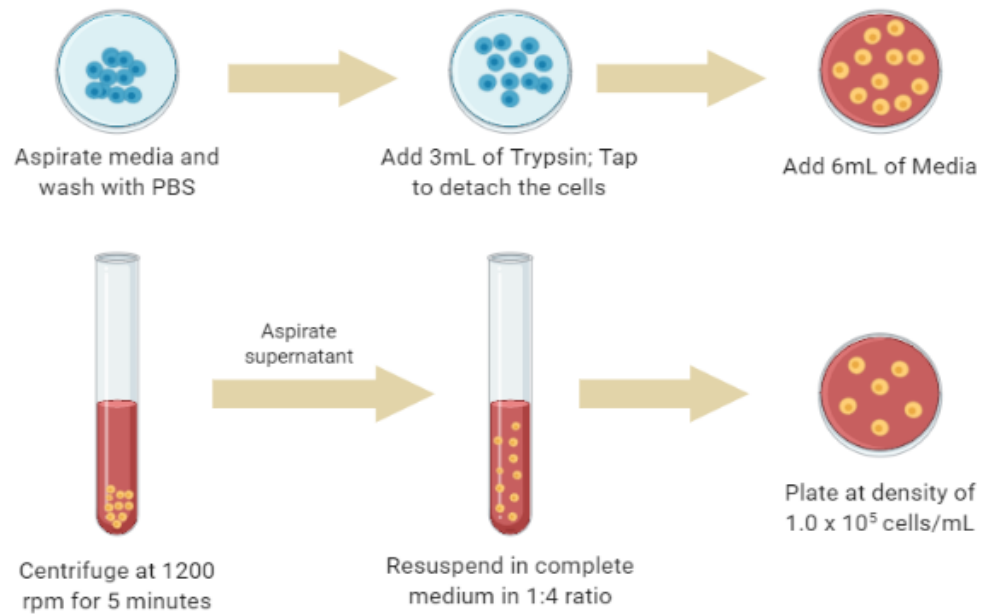 Aspirate media and
wash with PBS
Add 3mL of Trypsin; Tap
to detach the cells
Add 6mL of Media
Centrifuge at 1200
rpm for 5 minutes
Aspirate
supernatant
Resuspend in complete
medium in 1:4 ratio
Plate at density of
1.0 x 10⁵ cells/mL